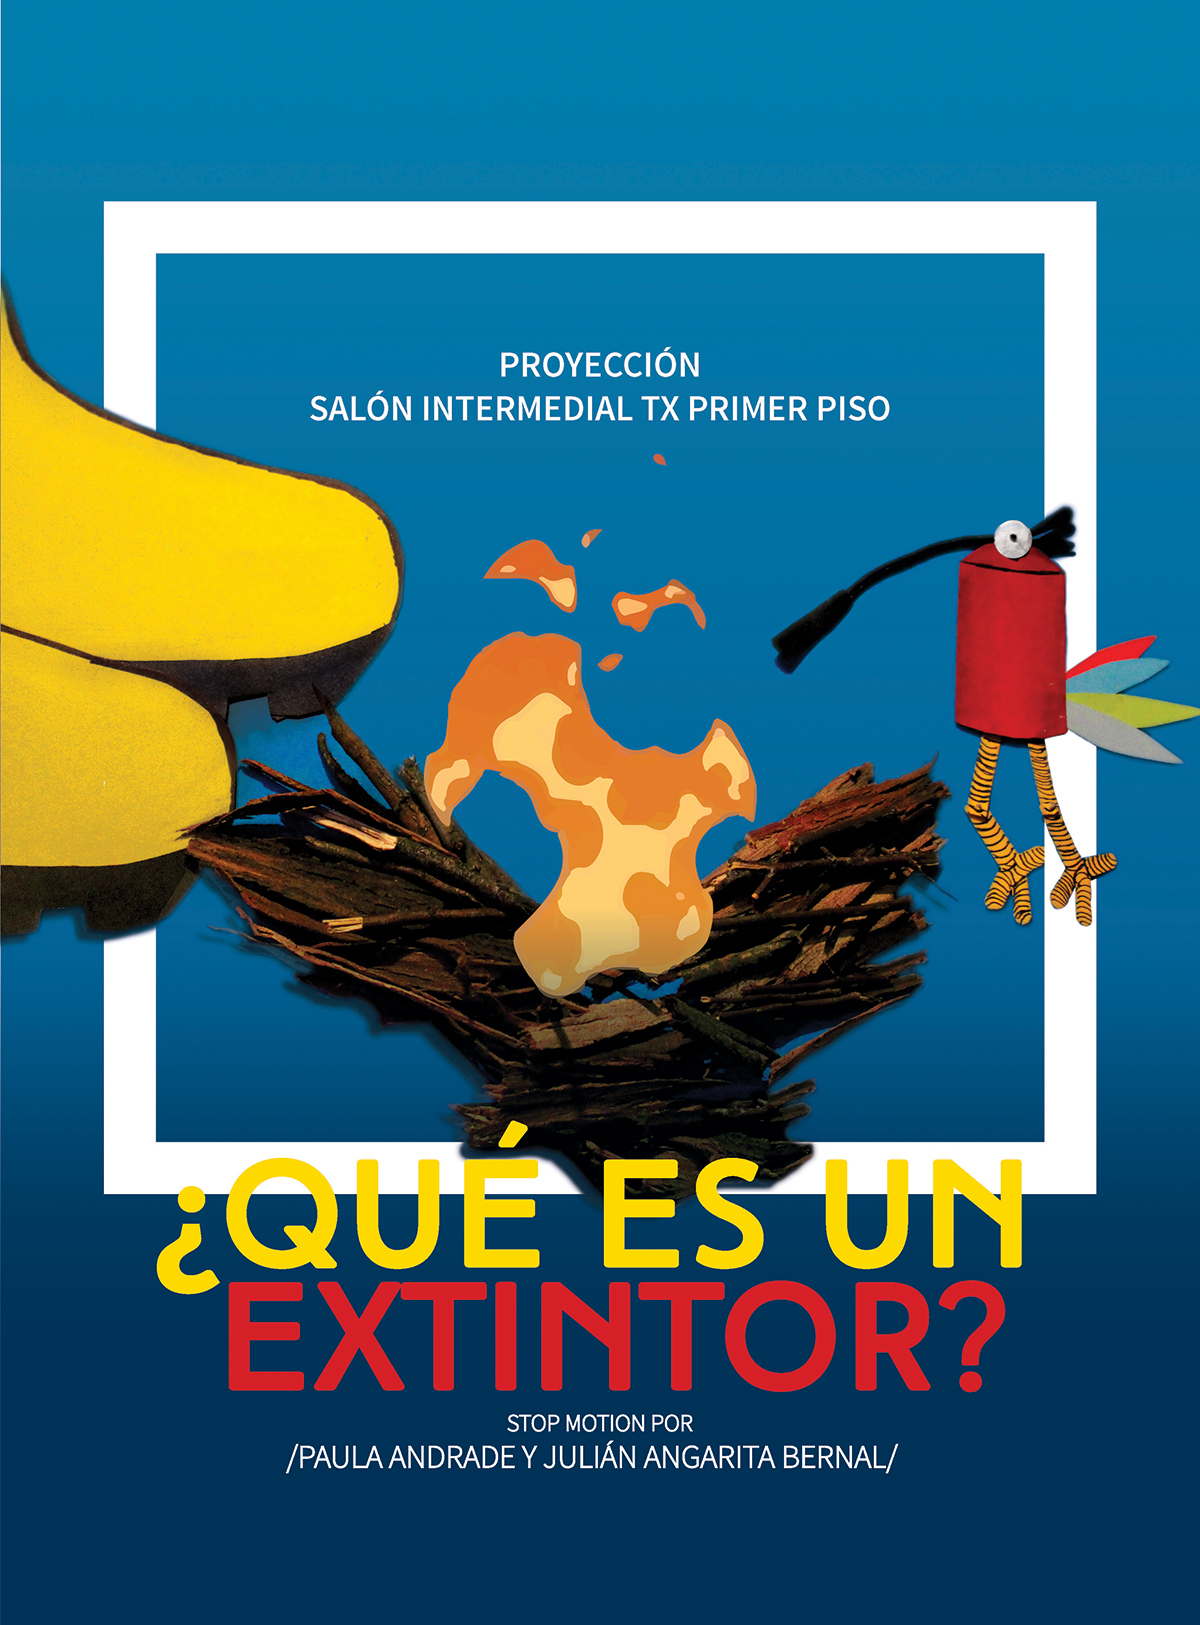 PROYECCIÓN
SALÓN INTERMEDIAL TX PRIMER PISO
¿QUÉ ES UN
EXTINTOR?
STOP MOTION POR
/PAULA ANDRADE Y JULIÁN ANGARITA BERNAL/